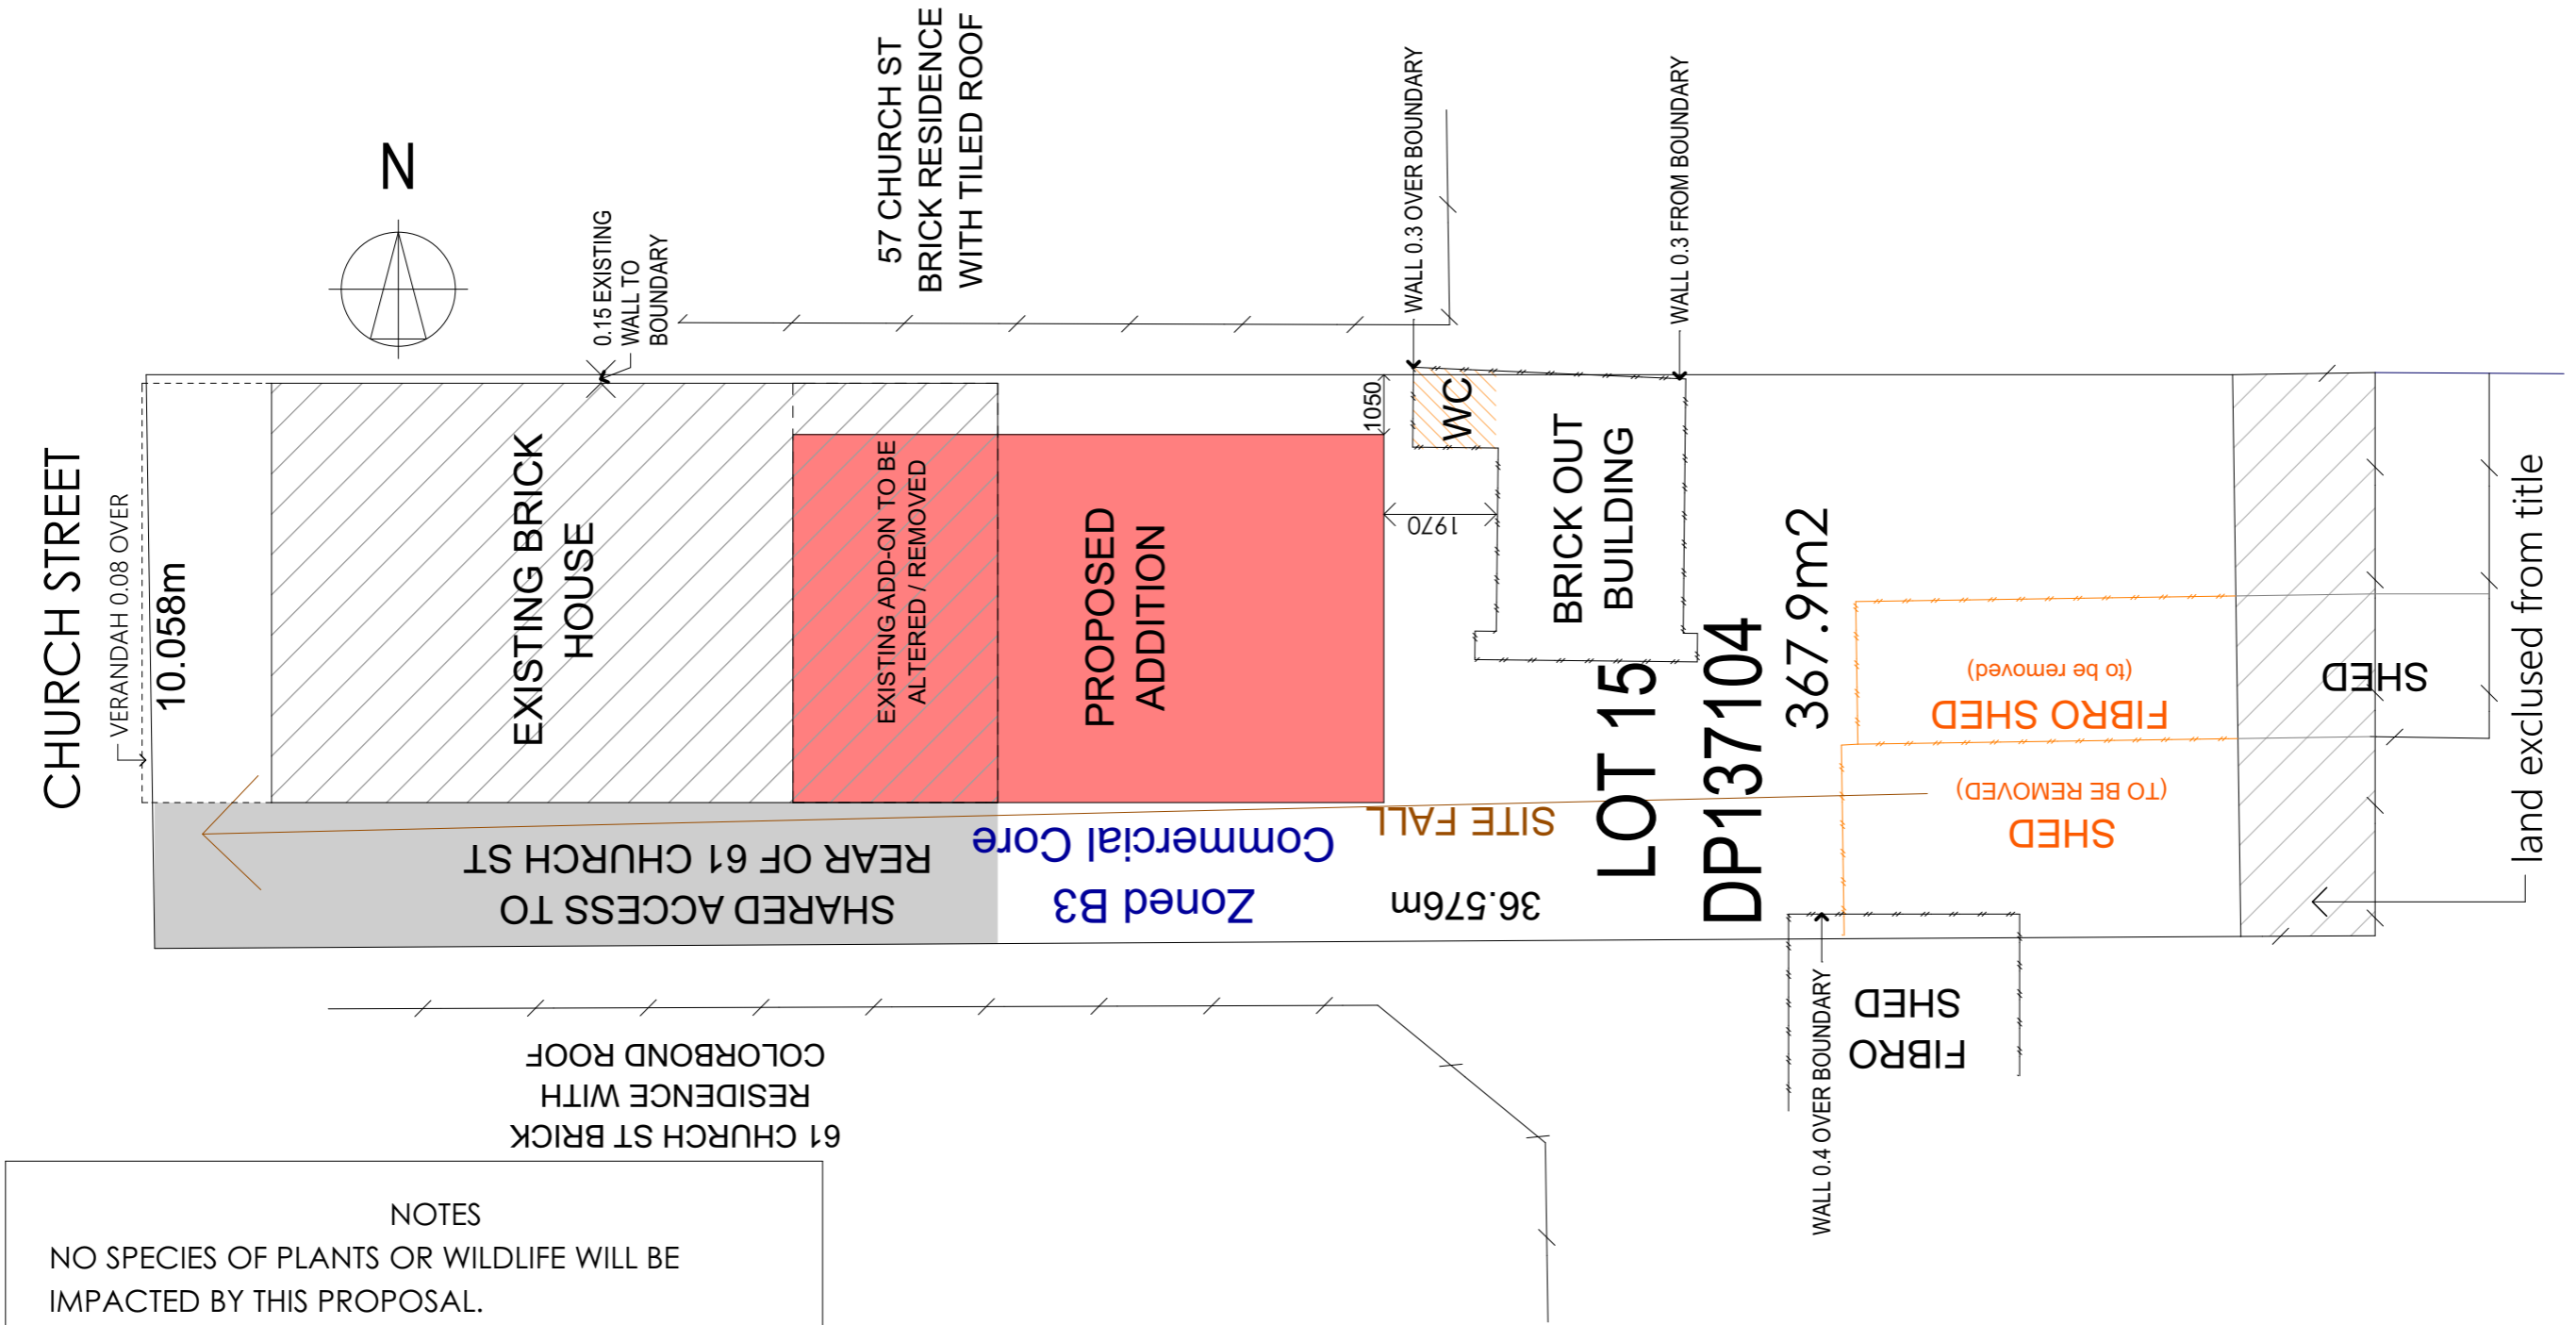 CHURCH STREET
VERANDAH 0.08 OVER
10.058m
N
0.15 EXISTING
WALL TO
BOUNDARY
57 CHURCH ST
BRICK RESIDENCE
WITH TILED ROOF
WALL 0.3 OVER BOUNDARY
WALL 0.3 FROM BOUNDARY
EXISTING BRICK
HOUSE
EXISTING ADD-ON TO BE
ALTERED / REMOVED
PROPOSED
ADDITION
1050
1970
WC
BRICK OUT
BUILDING
LOT 15
DP137104
367.9m2
SHARED ACCESS TO
REAR OF 61 CHURCH ST
Zoned B3
Commercial Core
SITE FALL
36.576m
FIBRO SHED
(to be removed)
SHED
(TO BE REMOVED)
SHED
land exclused from title
FIBRO
SHED
WALL 0.4 OVER BOUNDARY
61 CHURCH ST BRICK
RESIDENCE WITH
COLORBOND ROOF
NOTES
NO SPECIES OF PLANTS OR WILDLIFE WILL BE
IMPACTED BY THIS PROPOSAL.